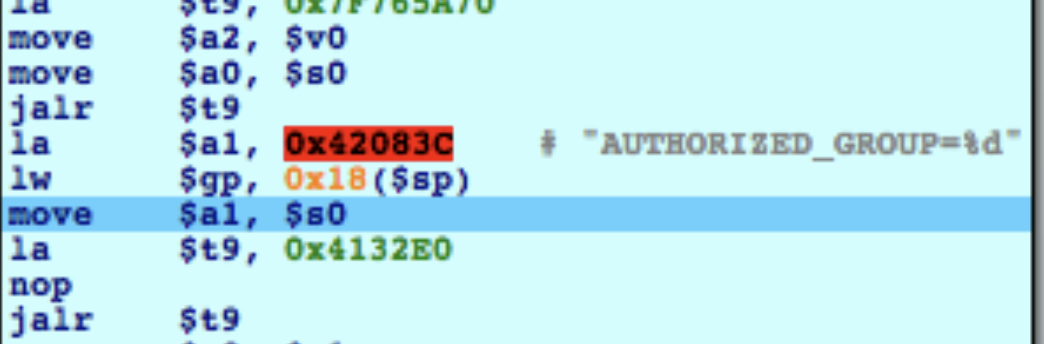 la $t9, 0x7F765A70
move $a2, $v0
move $a0, $s0
jalr $t9
la $a1, 0x42083C # "AUTHORIZED_GROUP=%d"
lw $gp, 0x18($sp)
move $a1, $s0
la $t9, 0x4132E0
nop
jalr $t9